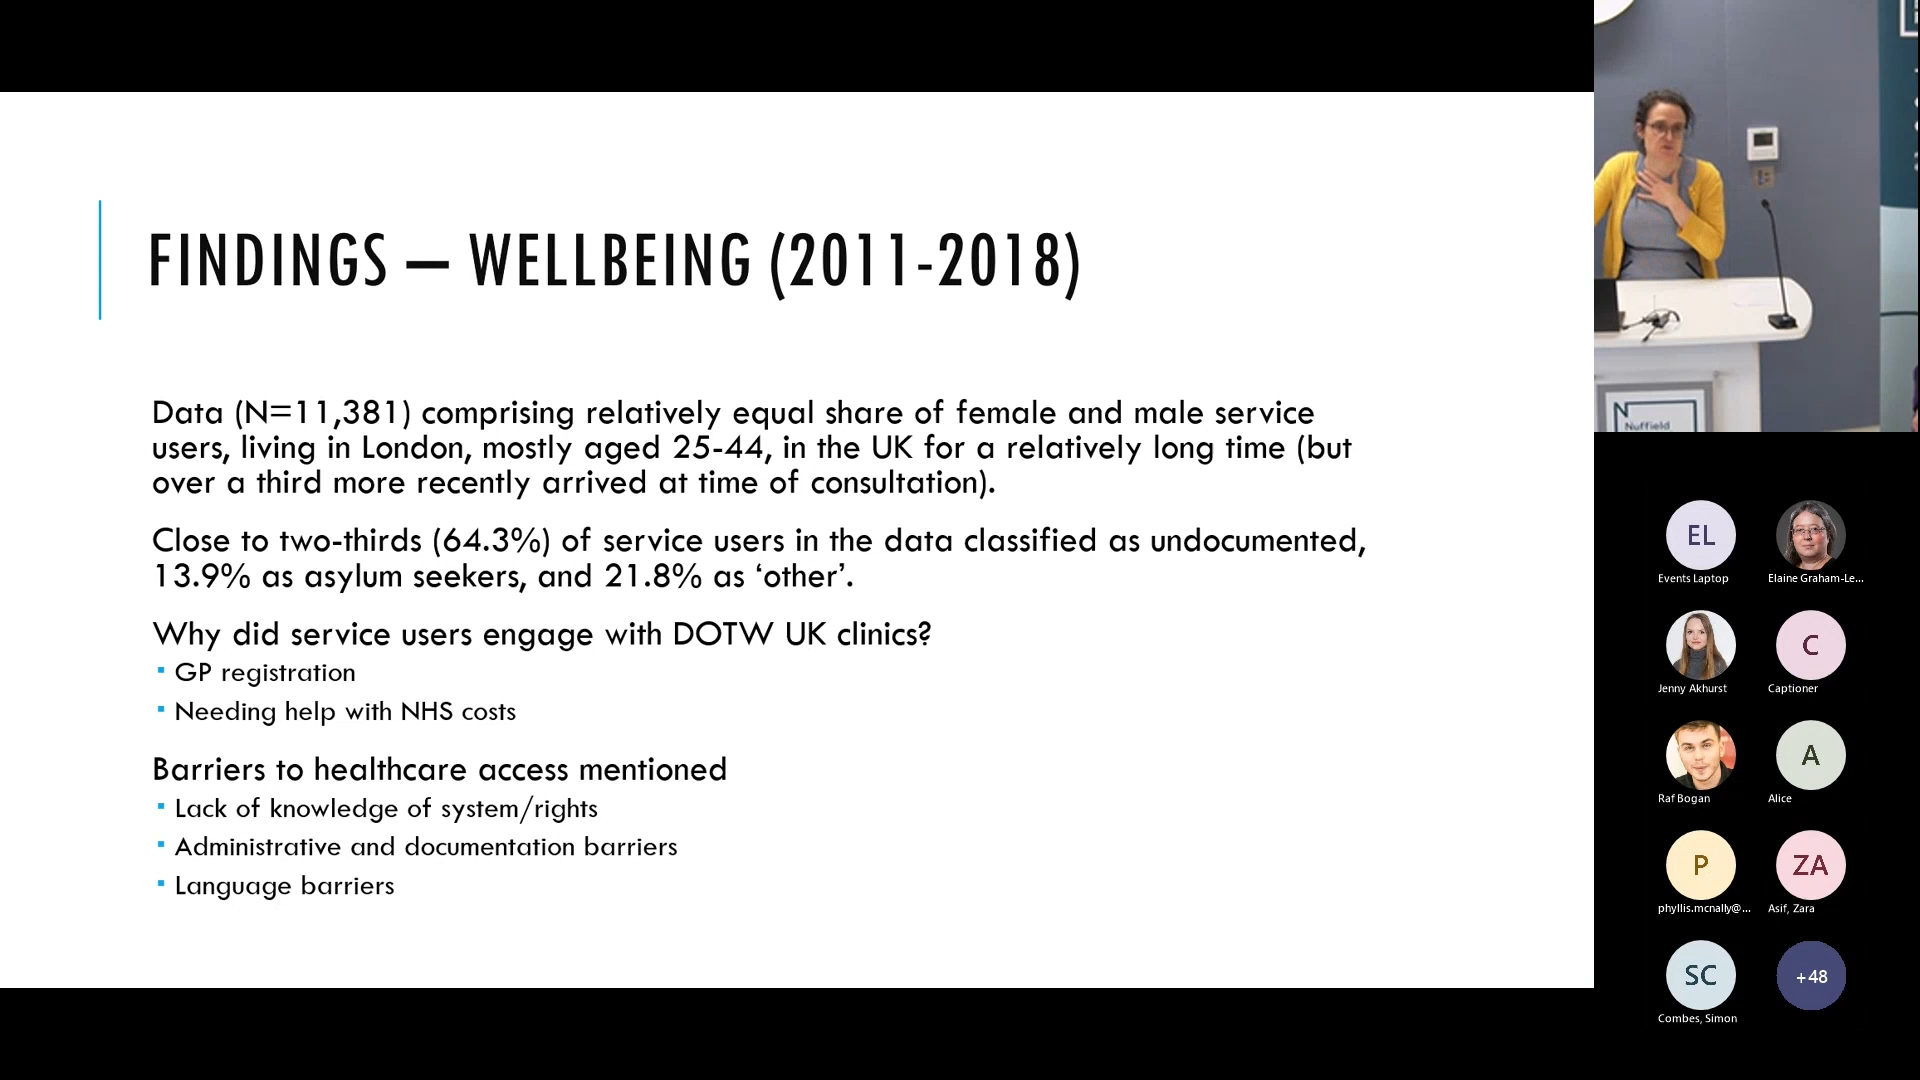 FINDINGS – WELLBEING (2011-2018)
Data (N=11,381) comprising relatively equal share of female and male service
users, living in London, mostly aged 25-44, in the UK for a relatively long time (but
over a third more recently arrived at time of consultation).
Close to two-thirds (64.3%) of service users in the data classified as undocumented,
13.9% as asylum seekers, and 21.8% as ‘other’.
Why did service users engage with DOTW UK clinics?
GP registration
Needing help with NHS costs
Barriers to healthcare access mentioned
Lack of knowledge of system/rights
Administrative and documentation barriers
Language barriers
N
Nuffield
EL
Events Laptop
Elaine Graham-Le...
Jenny Akhurst
C
Captioner
Raf Bogan
A
Alice
P
phyllis.mcnally@...
ZA
Asif, Zara
SC
Combes, Simon
+48